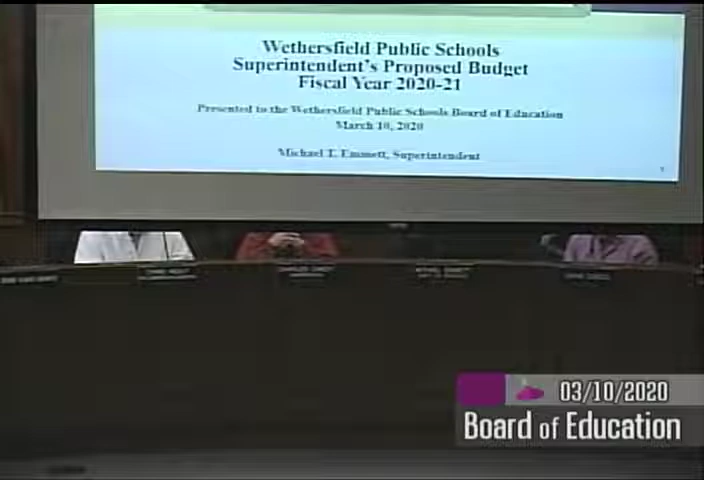 Wethersfield Public Schools
Superintendent's Proposed Budget
Fiscal Year 2020-21
Presented to the Wethersfield Public Schools Board of Education
March 10, 2020
Michael T. Emmett, Superintendent
03/10/2020
Board of Education